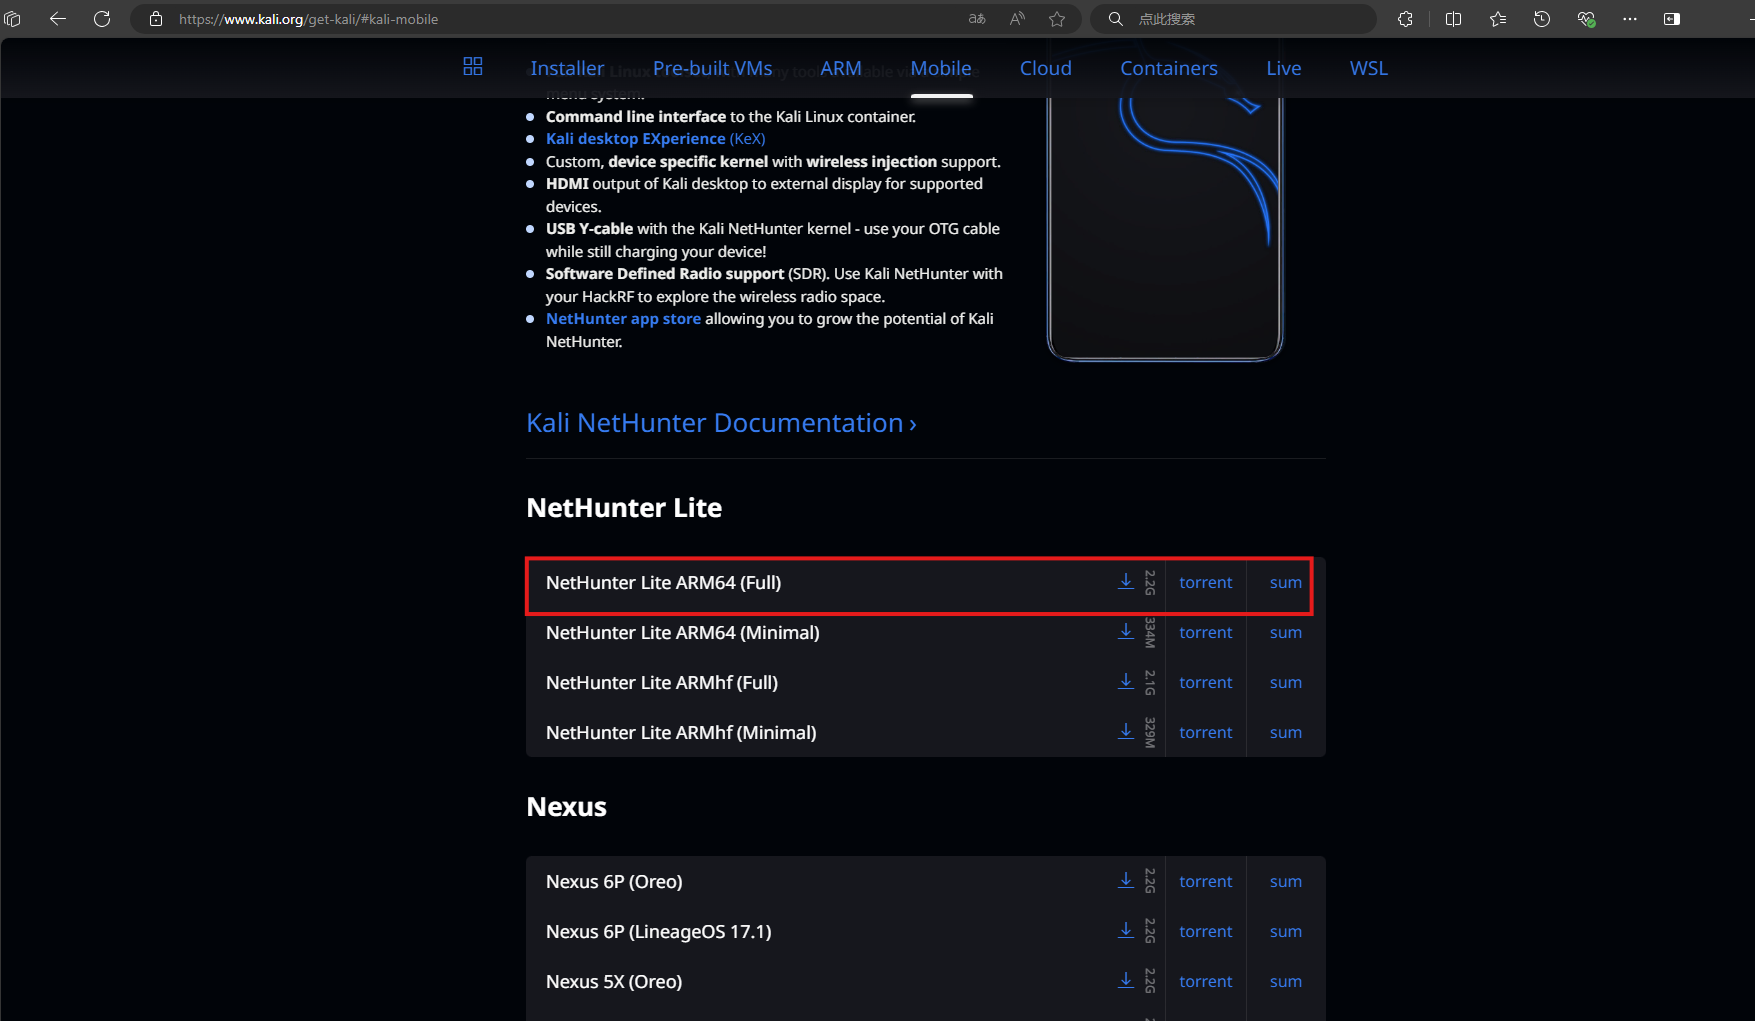 https://www.kali.org/get-kali/#kali-mobile
点此搜索
Installer Pre-built VMs ARM Mobile Cloud Containers Live WSL
menu system.
Command line interface to the Kali Linux container.
Kali desktop EXperience (KeX)
Custom, device specific kernel with wireless injection support.
HDMI output of Kali desktop to external display for supported
devices.
USB Y-cable with the Kali NetHunter kernel - use your OTG cable
while still charging your device!
Software Defined Radio support (SDR). Use Kali NetHunter with
your HackRF to explore the wireless radio space.
NetHunter app store allowing you to grow the potential of Kali
NetHunter.
Kali NetHunter Documentation ›
NetHunter Lite
NetHunter Lite ARM64 (Full) 2.2G torrent sum
NetHunter Lite ARM64 (Minimal) 334M torrent sum
NetHunter Lite ARMhf (Full) 2.1G torrent sum
NetHunter Lite ARMhf (Minimal) 329M torrent sum
Nexus
Nexus 6P (Oreo) 2.2G torrent sum
Nexus 6P (LineageOS 17.1) 2.2G torrent sum
Nexus 5X (Oreo) 2.2G torrent sum